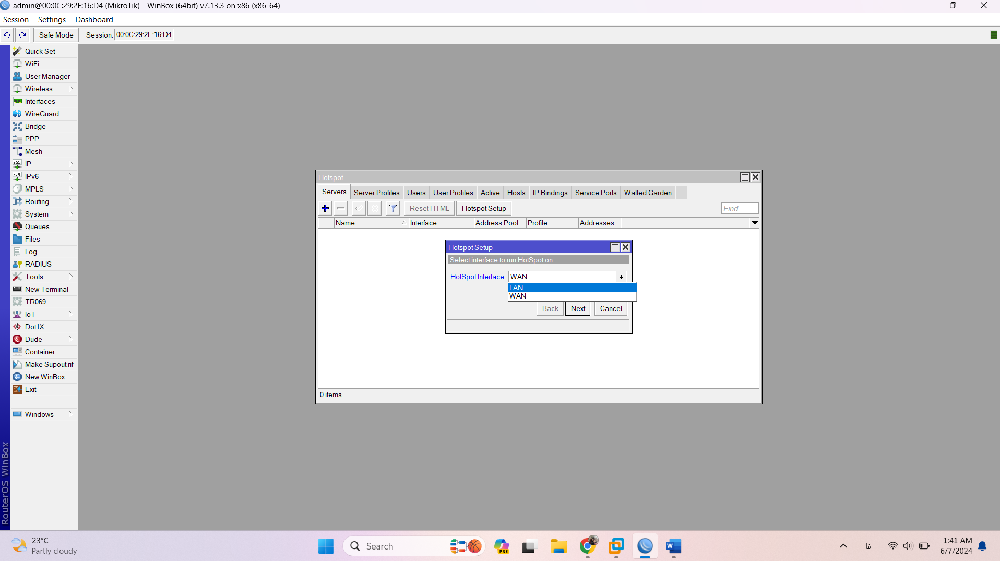 admin@00:0C:29:2E:16:D4 (MikroTik) - WinBox (64bit) v7.13.3 on x86 (x86_64)
Session Settings Dashboard
Safe Mode Session: 00:0C:29:2E:16:D4
Quick Set
WiFi
User Manager
Wireless
Interfaces
WireGuard
Bridge
PPP
Mesh
IP
IPv6
MPLS
Routing
System
Queues
Files
Log
RADIUS
Tools
New Terminal
TR069
IoT
Dot1X
Dude
Container
Make Supout.rif
New WinBox
Exit
Windows
RouterOS WinBox
Hotspot
Servers Server Profiles Users User Profiles Active Hosts IP Bindings Service Ports Walled Garden ...
Reset HTML Hotspot Setup Find
Name Interface Address Pool Profile Addresses...
Hotspot Setup
Select interface to run HotSpot on
HotSpot Interface: WAN
LAN
WAN
Back Next Cancel
0 items
23°C
Partly cloudy
Search
PRE
فا
1:41 AM
6/7/2024